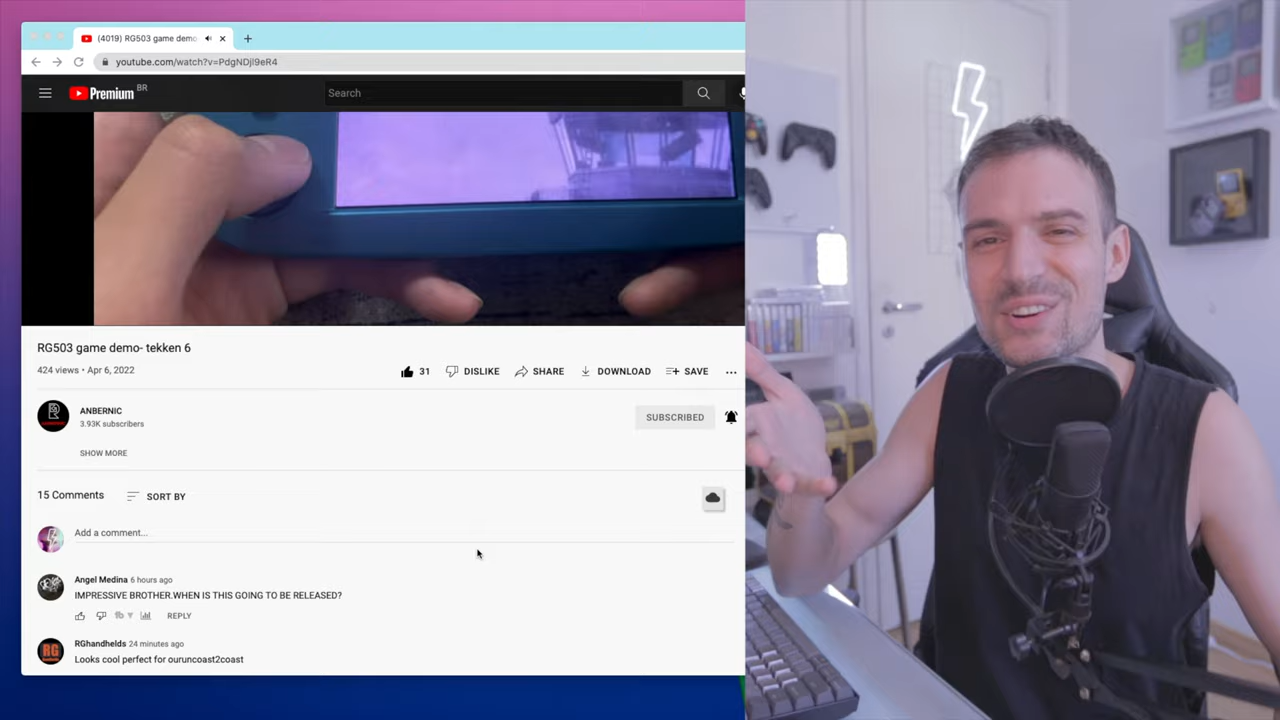 (4019) RG503 game demo
youtube.com/watch?v=PdgNDjl9eR4
Premium BR
Search
RG503 game demo- tekken 6
424 views • Apr 6, 2022
31 DISLIKE SHARE DOWNLOAD SAVE
ANBERNIC
3.93K subscribers
SUBSCRIBED
SHOW MORE
15 Comments SORT BY
Add a comment...
Angel Medina 6 hours ago
IMPRESSIVE BROTHER.WHEN IS THIS GOING TO BE RELEASED?
REPLY
RGhandhelds 24 minutes ago
Looks cool perfect for ouruncoast2coast